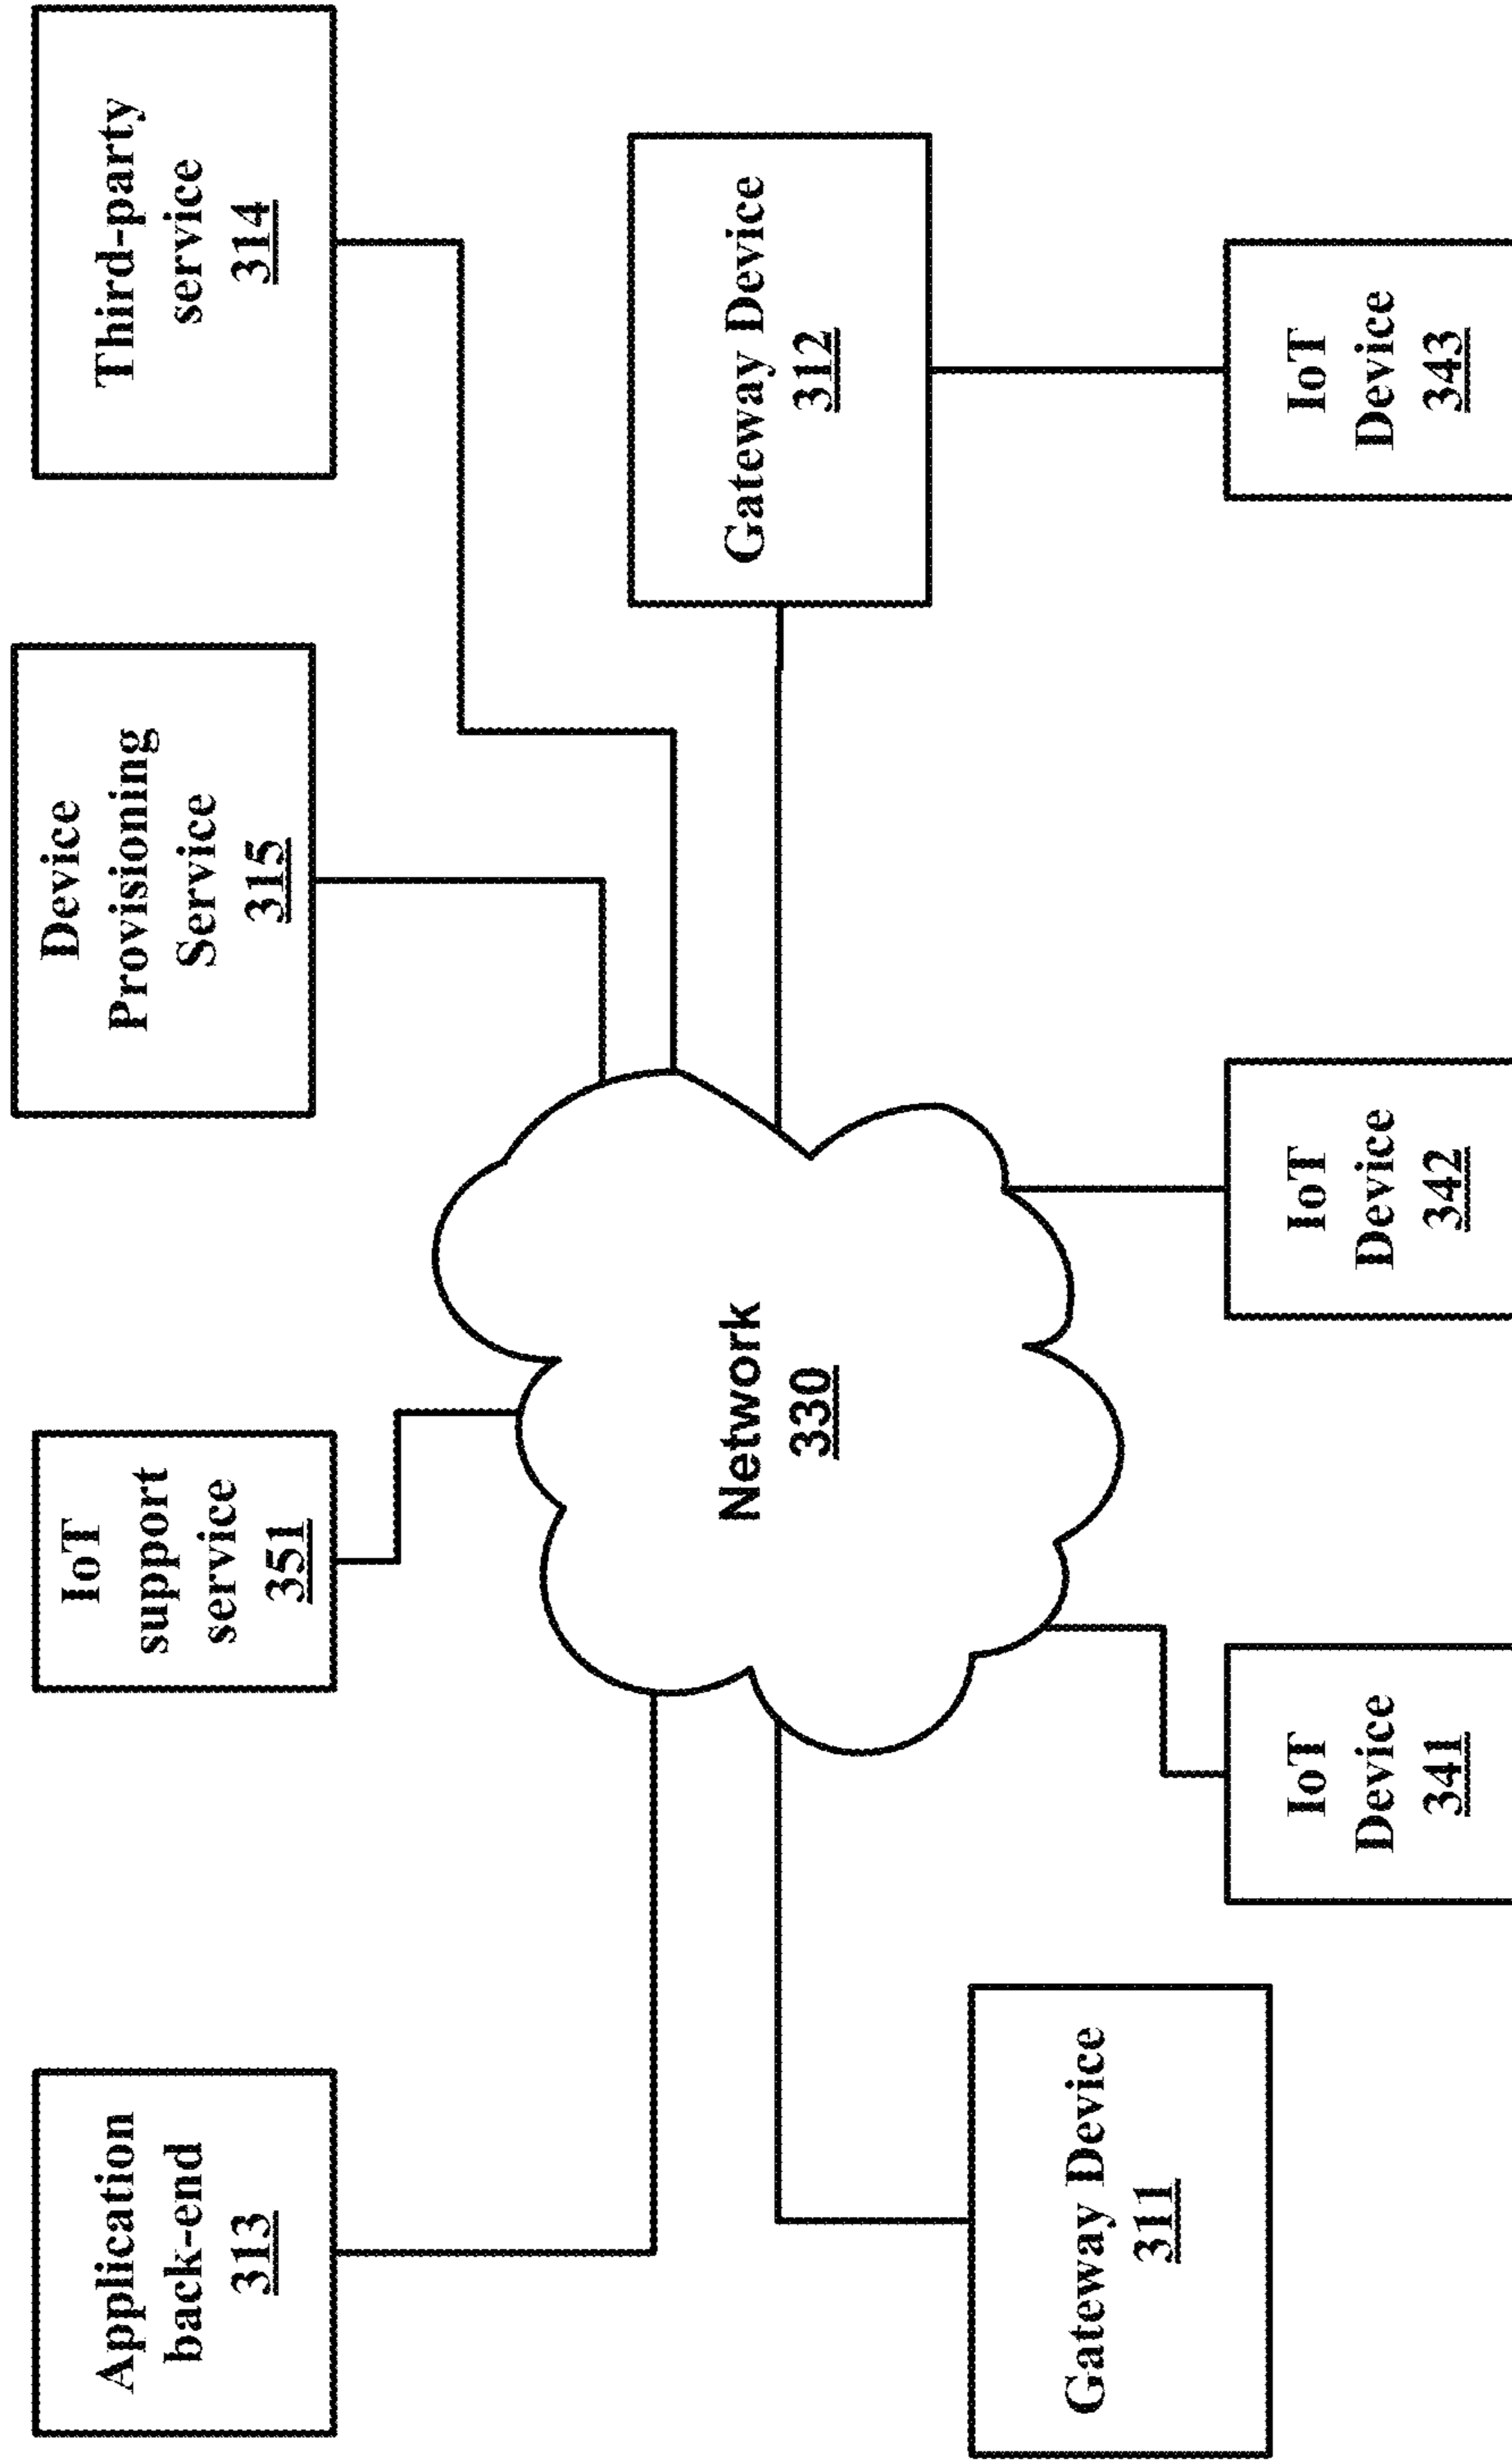 Application
back-end
313
IoT
support
service
351
Device
Provisioning
Service
315
Third-party
service
314
Network
330
Gateway Device
312
Gateway Device
311
IoT
Device
341
IoT
Device
342
IoT
Device
343